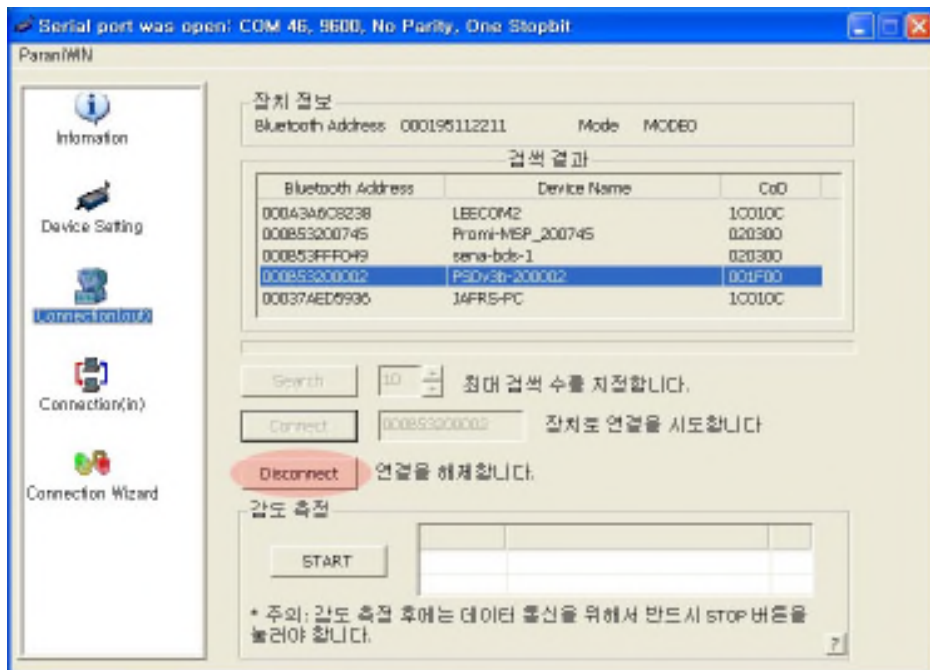 Serial port was open: COM 46, 9600, No Parity, One Stopbit
ParaniWIN
Information
Device Setting
Connection(out)
Connection(in)
Connection Wizard
장치 정보
Bluetooth Address 000195112211 Mode MODE0
검색 결과
Bluetooth Address Device Name CoD
000A3A6C8238 LEECOM2 1C010C
000B53200745 Promi-MSP_200745 020300
000B53FFF049 sena-bds-1 020300
000B53200002 PSDv3b-200002 001F00
00037AED5936 JAFRS-PC 1C010C
Search 10 최대 검색 수를 지정합니다.
Connect 000B53200002 장치로 연결을 시도합니다
Disconnect 연결을 해제합니다.
감도 측정
START
* 주의: 감도 측정 후에는 데이터 통신을 위해서 반드시 STOP 버튼을
눌러야 합니다.
?